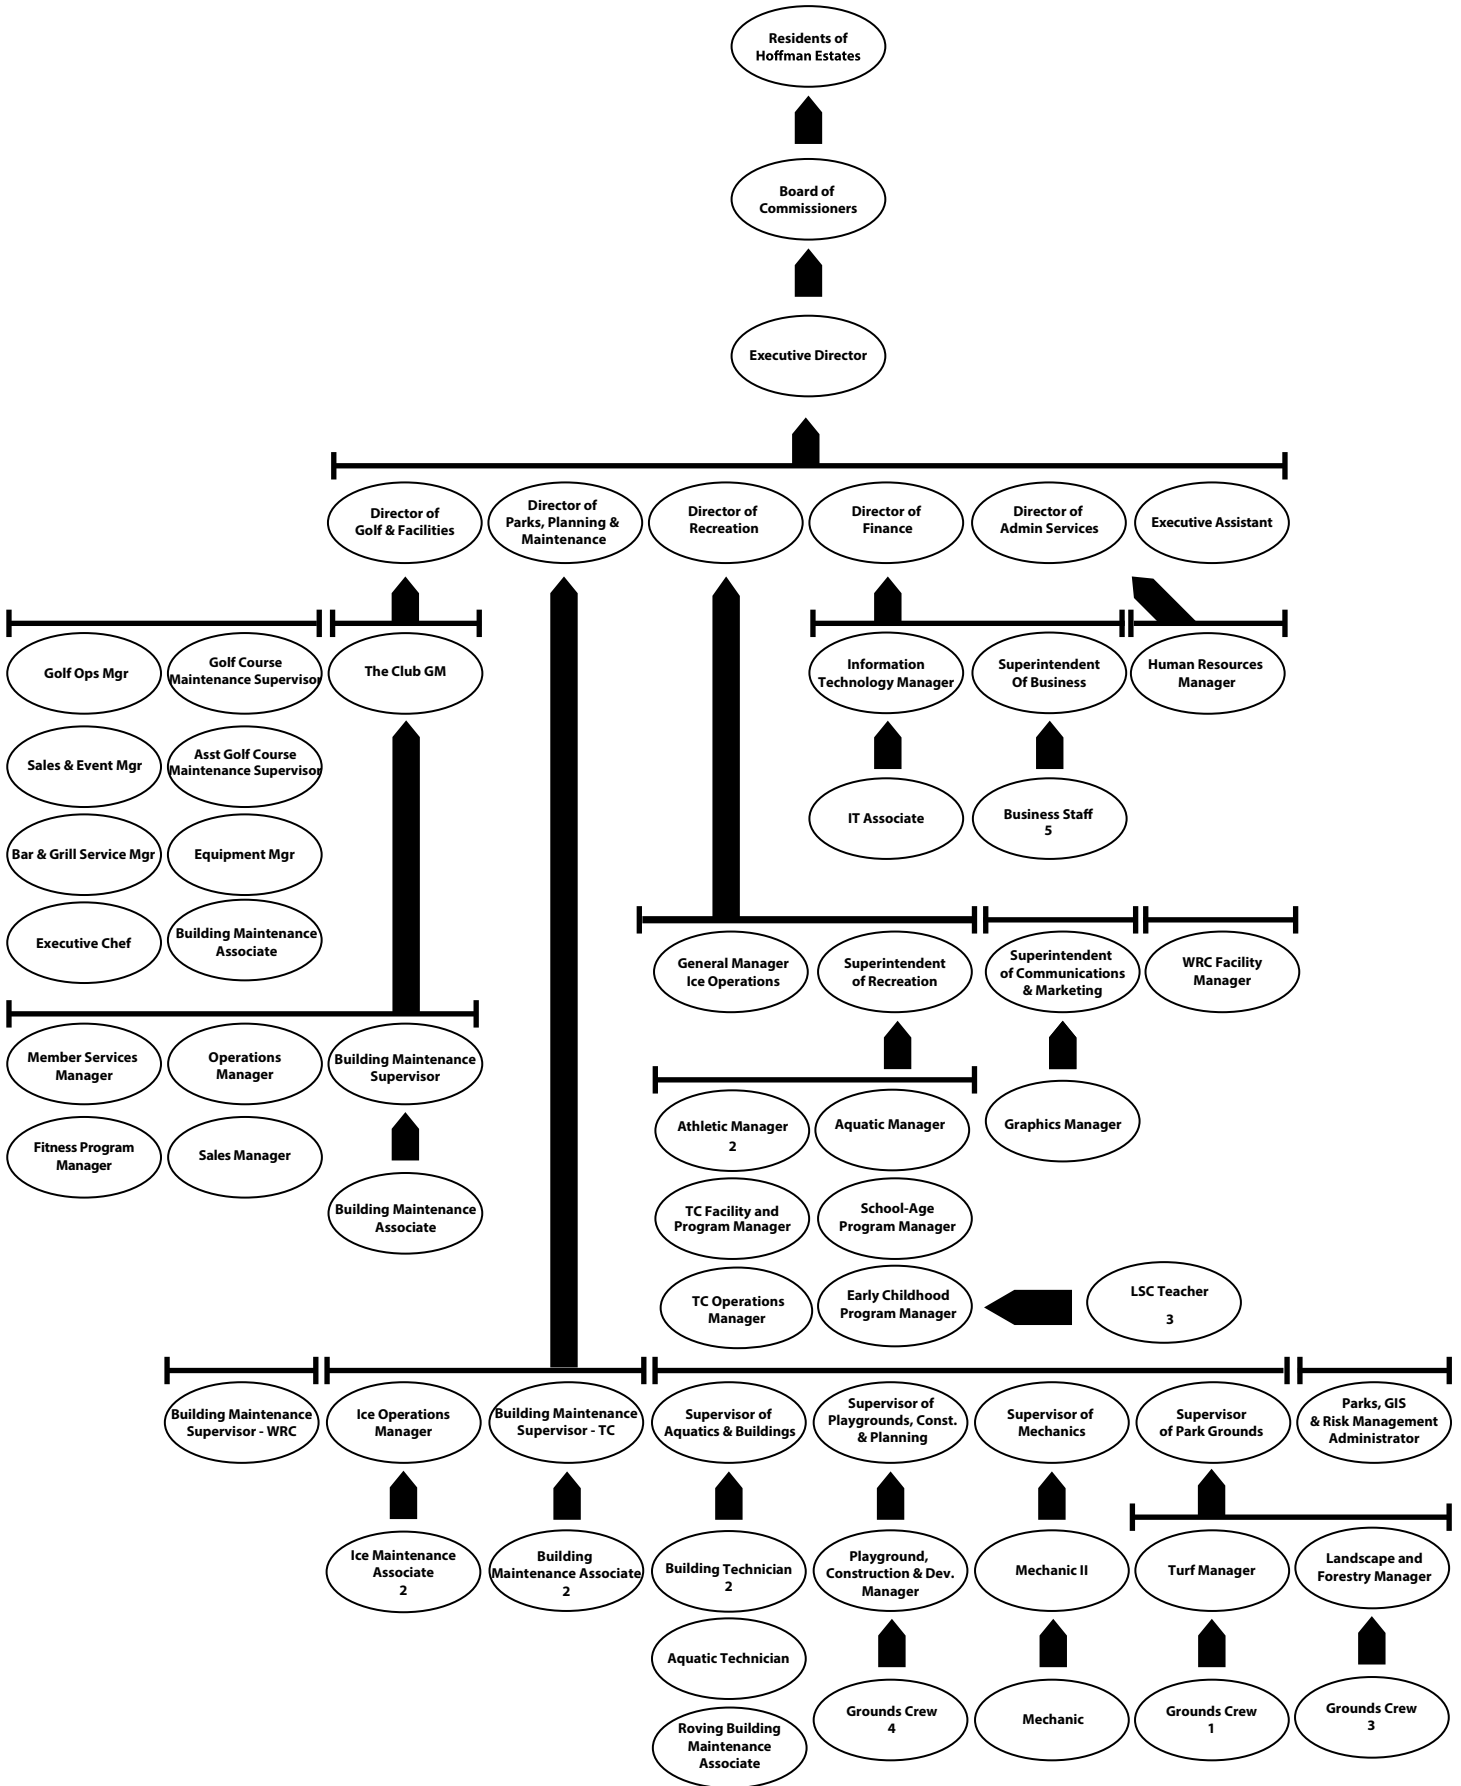 Residents of
Hoffman Estates
Board of
Commissioners
Executive Director
Director of
Golf & Facilities
Director of
Parks, Planning &
Maintenance
Director of
Recreation
Director of
Finance
Director of
Admin Services
Executive Assistant
Golf Ops Mgr
Golf Course
Maintenance Supervisor
The Club GM
Information
Technology Manager
Superintendent
Of Business
Human Resources
Manager
Sales & Event Mgr
Asst Golf Course
Maintenance Supervisor
IT Associate
Business Staff
5
Bar & Grill Service Mgr
Equipment Mgr
Executive Chef
Building Maintenance
Associate
General Manager
Ice Operations
Superintendent
of Recreation
Superintendent
of Communications
& Marketing
WRC Facility
Manager
Member Services
Manager
Operations
Manager
Building Maintenance
Supervisor
Athletic Manager
2
Aquatic Manager
Graphics Manager
Fitness Program
Manager
Sales Manager
Building Maintenance
Associate
TC Facility and
Program Manager
School-Age
Program Manager
TC Operations
Manager
Early Childhood
Program Manager
LSC Teacher
3
Building Maintenance
Supervisor - WRC
Ice Operations
Manager
Building Maintenance
Supervisor - TC
Supervisor of
Aquatics & Buildings
Supervisor of
Playgrounds, Const.
& Planning
Supervisor of
Mechanics
Supervisor
of Park Grounds
Parks, GIS
& Risk Management
Administrator
Ice Maintenance
Associate
2
Building
Maintenance Associate
2
Building Technician
2
Playground,
Construction & Dev.
Manager
Mechanic II
Turf Manager
Landscape and
Forestry Manager
Aquatic Technician
Roving Building
Maintenance
Associate
Grounds Crew
4
Mechanic
Grounds Crew
1
Grounds Crew
3